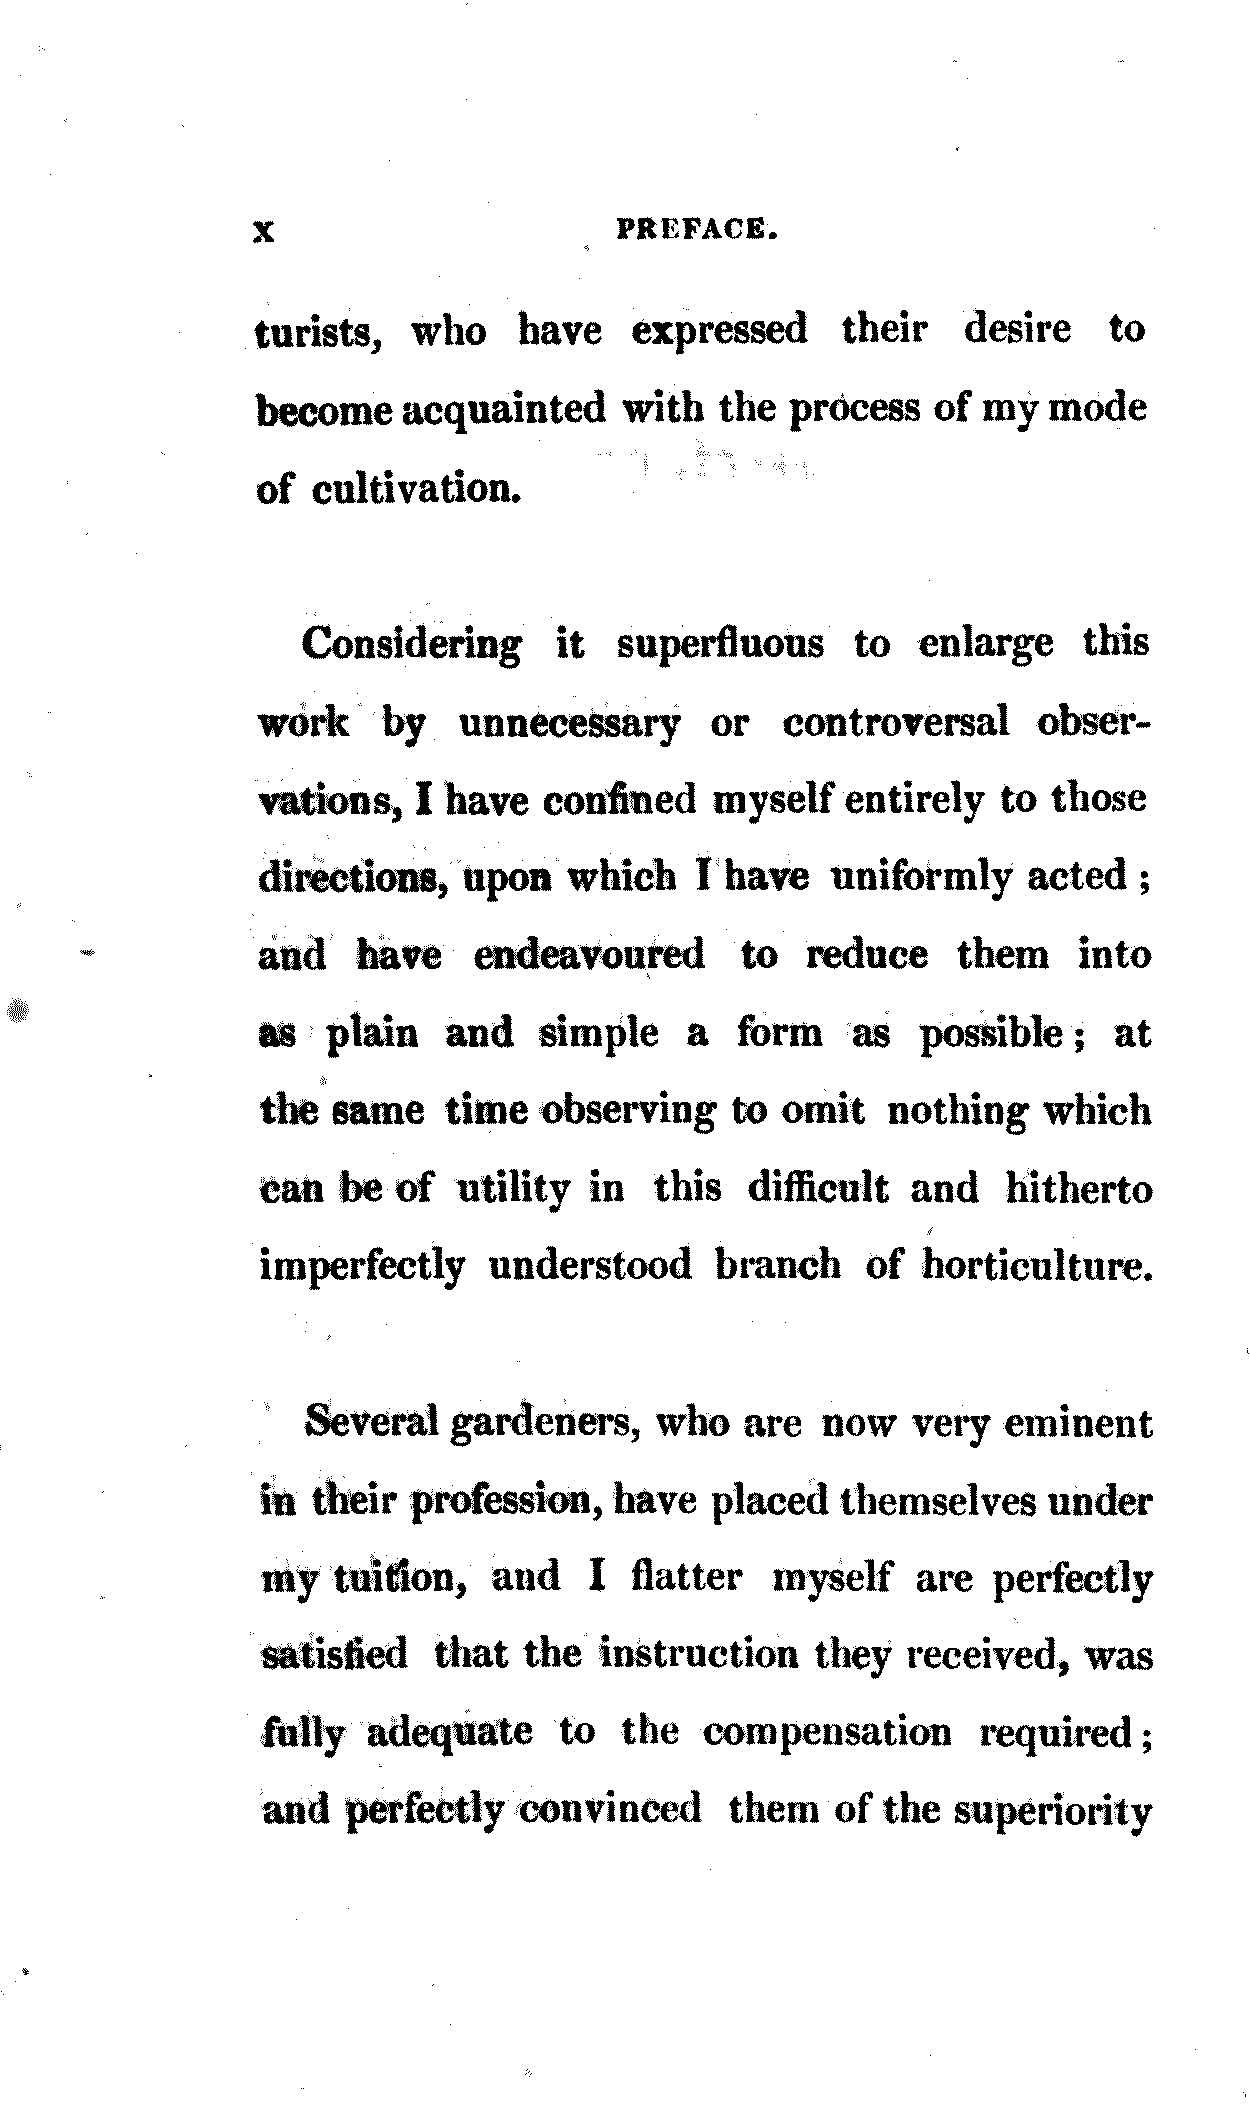 x PREFACE.
turists, who have expressed their desire to
become acquainted with the process of my mode
of cultivation.
Considering it superfluous to enlarge this
work by unnecessary or controversal obser-
vations, I have confined myself entirely to those
directions, upon which I have uniformly acted ;
and have endeavoured to reduce them into
as plain and simple a form as possible ; at
the same time observing to omit nothing which
can be of utility in this difficult and hitherto
imperfectly understood branch of horticulture.
Several gardeners, who are now very eminent
in their profession, have placed themselves under
my tuition, and I flatter myself are perfectly
satisfied that the instruction they received, was
fully adequate to the compensation required ;
and perfectly convinced them of the superiority